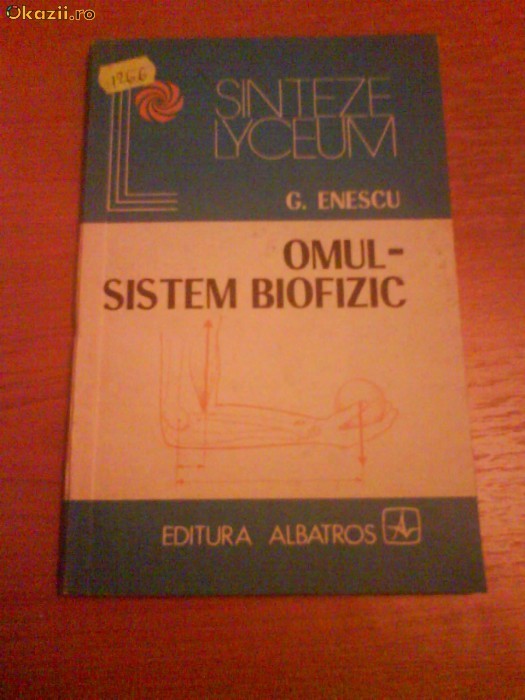 Okazii.ro
1266
SINTEZE
LYCEUM
G. ENESCU
OMUL-
SISTEM BIOFIZIC
EDITURA ALBATROS